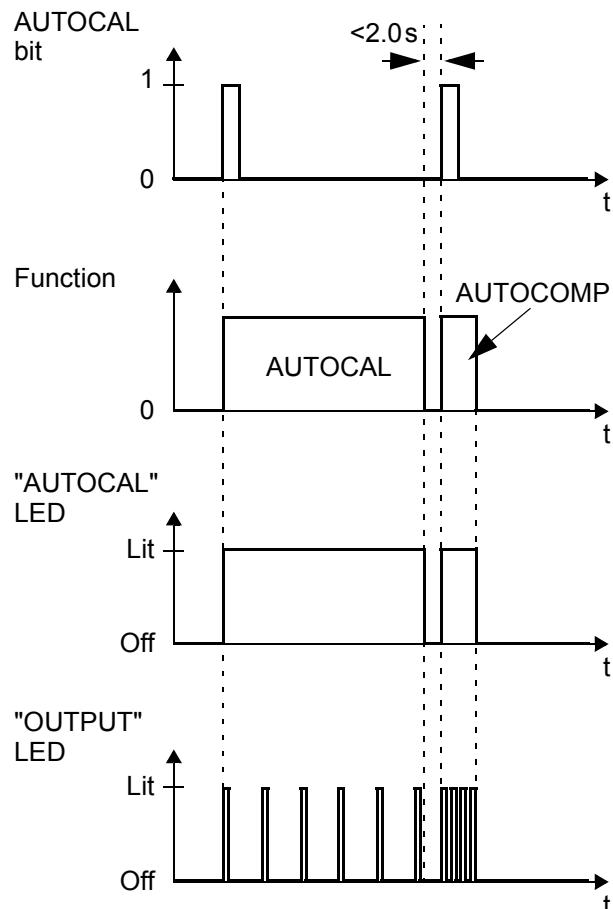 AUTOCAL
bit
<2.0s
1
0
t
Function
AUTOCOMP
AUTOCAL
0
t
"AUTOCAL"
LED
Lit
Off
t
"OUTPUT"
LED
Lit
Off
t